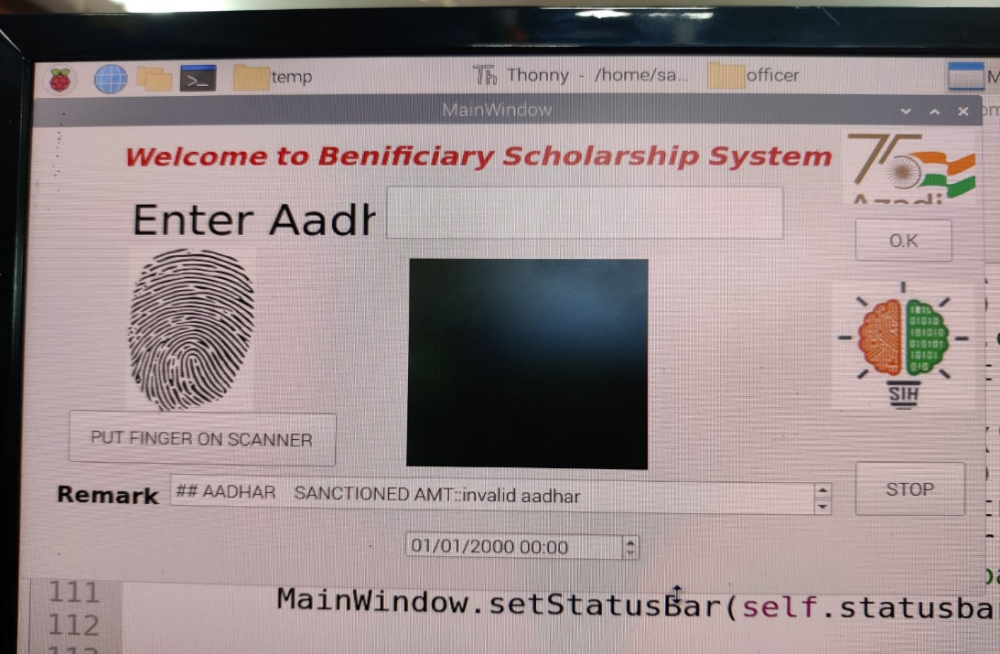 temp
Thonny - /home/sa...
officer
MainWindow
Welcome to Benificiary Scholarship System
75
Enter Aadh
O.K
SIH
PUT FINGER ON SCANNER
Remark
## AADHAR SANCTIONED AMT::invalid aadhar
STOP
01/01/2000 00:00
111 MainWindow.setStatusBar(self.statusba
112